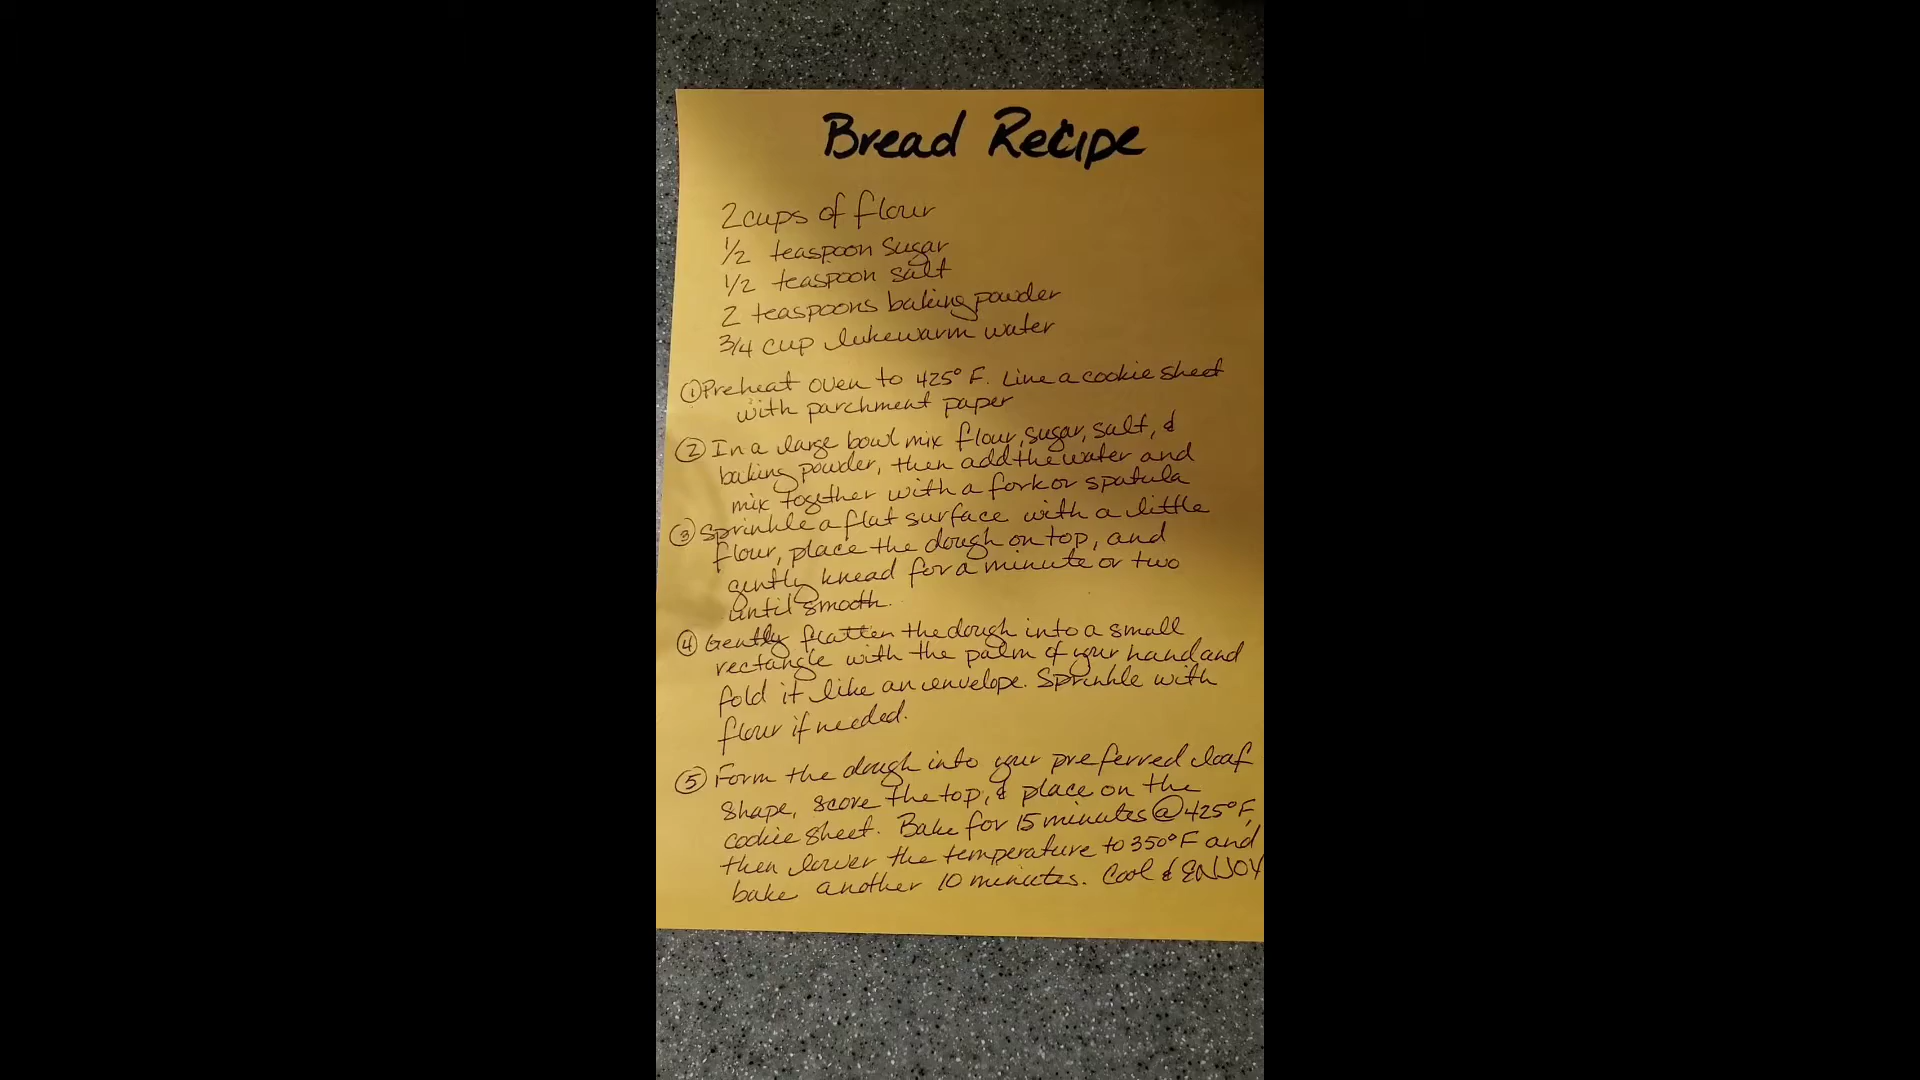 Bread Recipe
2 cups of flour
1/2 teaspoon sugar
1/2 teaspoon salt
2 teaspoons baking powder
3/4 cup lukewarm water
① Preheat oven to 425° F. Line a cookie sheet
with parchment paper
② In a large bowl mix flour, sugar, salt, &
baking powder, then add the water and
mix together with a fork or spatula
③ Sprinkle a flat surface with a little
flour, place the dough on top, and
gently knead for a minute or two
until smooth.
④ Gently flatten the dough into a small
rectangle with the palm of your hand and
fold it like an envelope. Sprinkle with
flour if needed.
⑤ Form the dough into your preferred loaf
shape, score the top, & place on the
cookie sheet. Bake for 15 minutes @ 425° F,
then lower the temperature to 350° F and
bake another 10 minutes. Cool & ENJOY